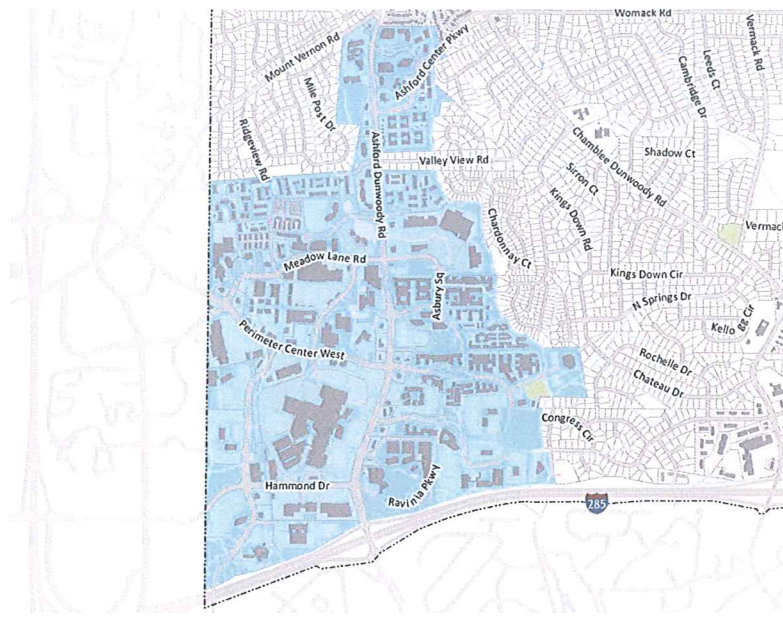 Womack Rd
Mount Vernon Rd
Ashford Center Pkwy
Leeds Ct
Vermack Rd
Cambridge Dr
Mile Post Dr
Ridgeview Rd
Ashford Dunwoody Rd
Valley View Rd
Chamblee Dunwoody Rd
Shadow Ct
Sirron Ct
Kings Down Rd
Chardonnay Ct
Vermack
Meadow Lane Rd
Asbury Sq
Kings Down Cir
N Springs Dr
Kellogg Cir
Perimeter Center West
Rochelle Dr
Chateau Dr
Congress Cir
Hammond Dr
Ravinia Pkwy
285